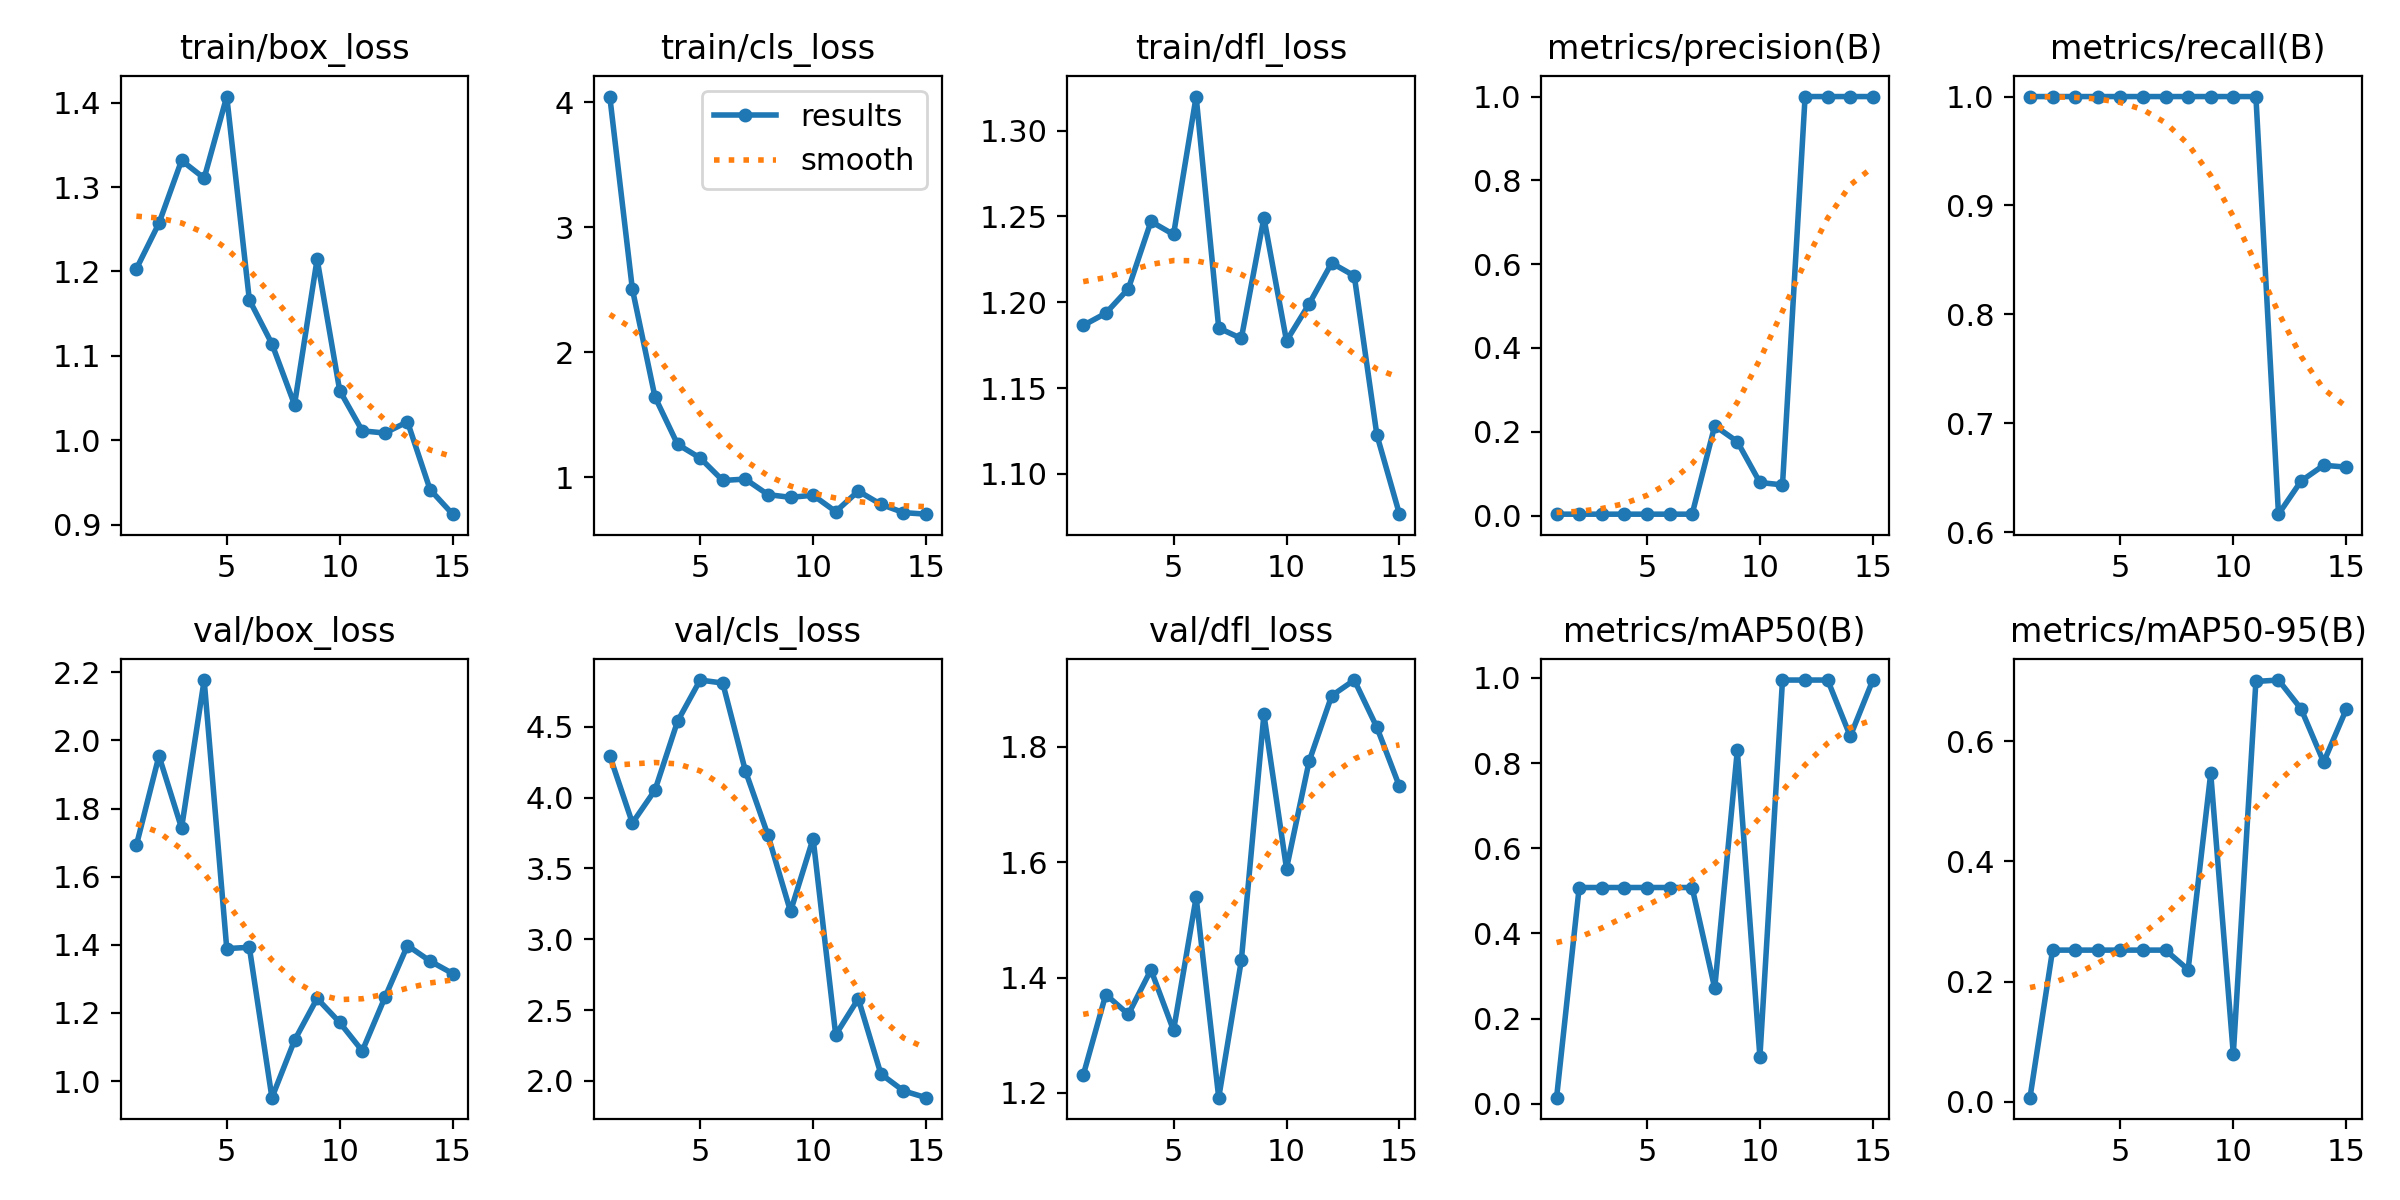 train/box_loss
train/cls_loss
train/dfl_loss
metrics/precision(B)
metrics/recall(B)
1.4
1.3
1.2
1.1
1.0
0.9
5 10 15
4
3
2
1
results
smooth
5 10 15
1.30
1.25
1.20
1.15
1.10
5 10 15
1.0
0.8
0.6
0.4
0.2
0.0
5 10 15
1.0
0.9
0.8
0.7
0.6
5 10 15
val/box_loss
val/cls_loss
val/dfl_loss
metrics/mAP50(B)
metrics/mAP50-95(B)
2.2
2.0
1.8
1.6
1.4
1.2
1.0
5 10 15
4.5
4.0
3.5
3.0
2.5
2.0
5 10 15
1.8
1.6
1.4
1.2
5 10 15
1.0
0.8
0.6
0.4
0.2
0.0
5 10 15
0.6
0.4
0.2
0.0
5 10 15